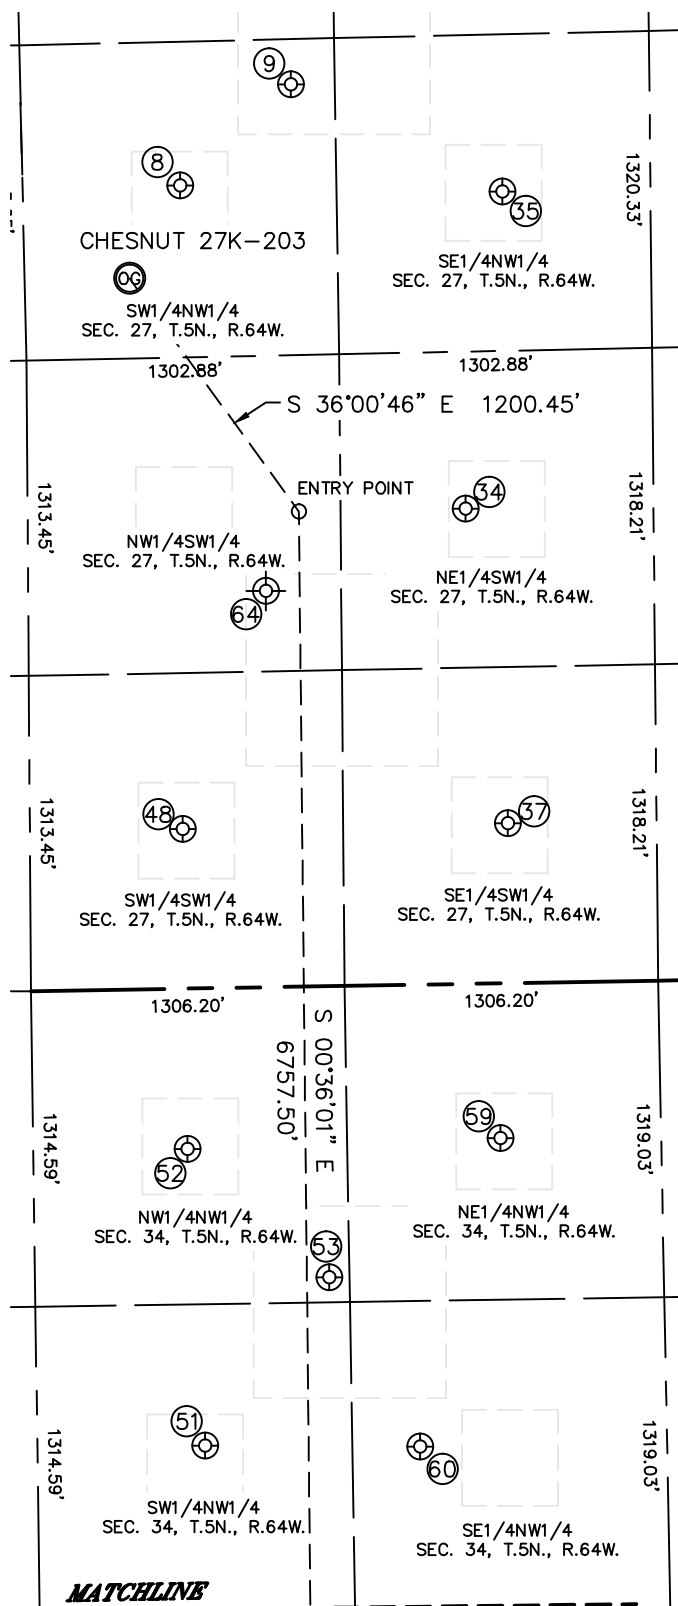 9
8
1320.33'
35
CHESNUT 27K-203
OG
SE1/4NW1/4
SEC. 27, T.5N., R.64W.
SW1/4NW1/4
SEC. 27, T.5N., R.64W.
1302.88'
1302.88'
S 36°00'46" E 1200.45'
ENTRY POINT
34
1313.45'
1318.21'
NW1/4SW1/4
SEC. 27, T.5N., R.64W.
NE1/4SW1/4
SEC. 27, T.5N., R.64W.
64
48
37
1313.45'
1318.21'
SW1/4SW1/4
SEC. 27, T.5N., R.64W.
SE1/4SW1/4
SEC. 27, T.5N., R.64W.
1306.20'
1306.20'
S 00°36'01" E
6757.50'
59
52
1314.59'
1319.03'
NW1/4NW1/4
SEC. 34, T.5N., R.64W.
NE1/4NW1/4
SEC. 34, T.5N., R.64W.
53
51
60
1314.59'
1319.03'
SW1/4NW1/4
SEC. 34, T.5N., R.64W.
SE1/4NW1/4
SEC. 34, T.5N., R.64W.
MATCHLINE